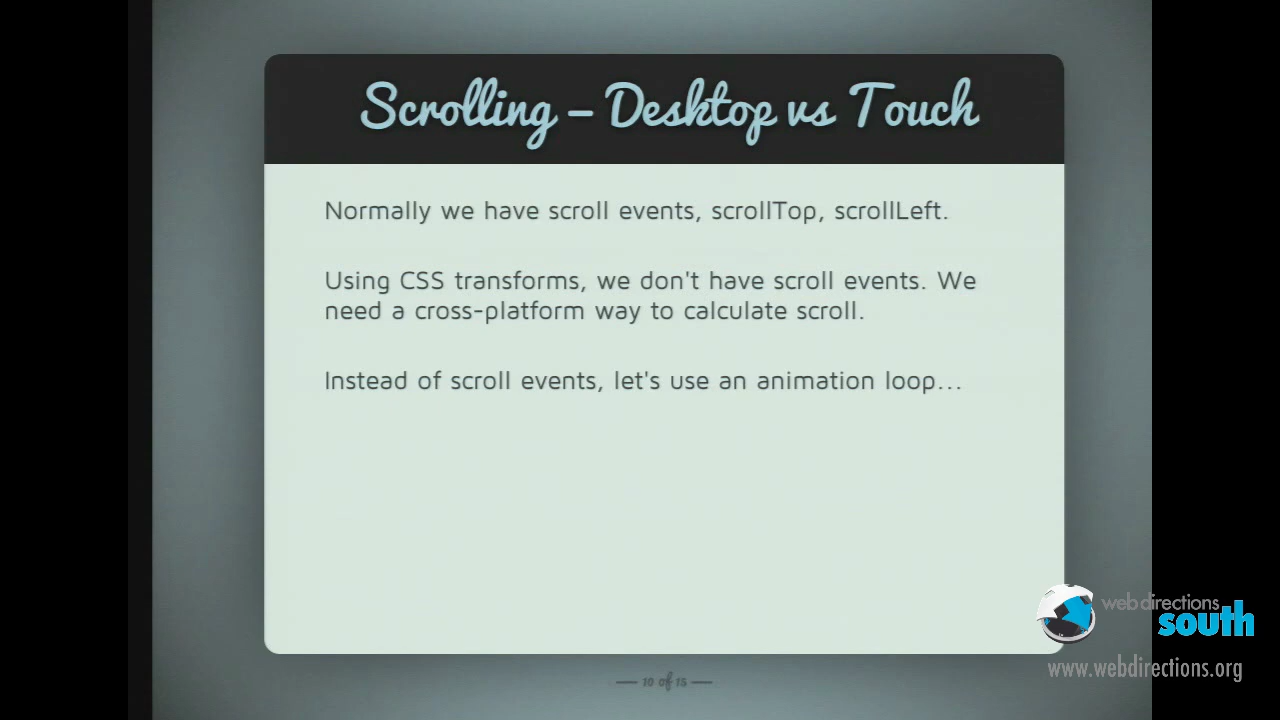 Scrolling – Desktop vs Touch
Normally we have scroll events, scrollTop, scrollLeft.
Using CSS transforms, we don't have scroll events. We
need a cross-platform way to calculate scroll.
Instead of scroll events, let's use an animation loop...
web directions
south
www.webdirections.org
10 of 15